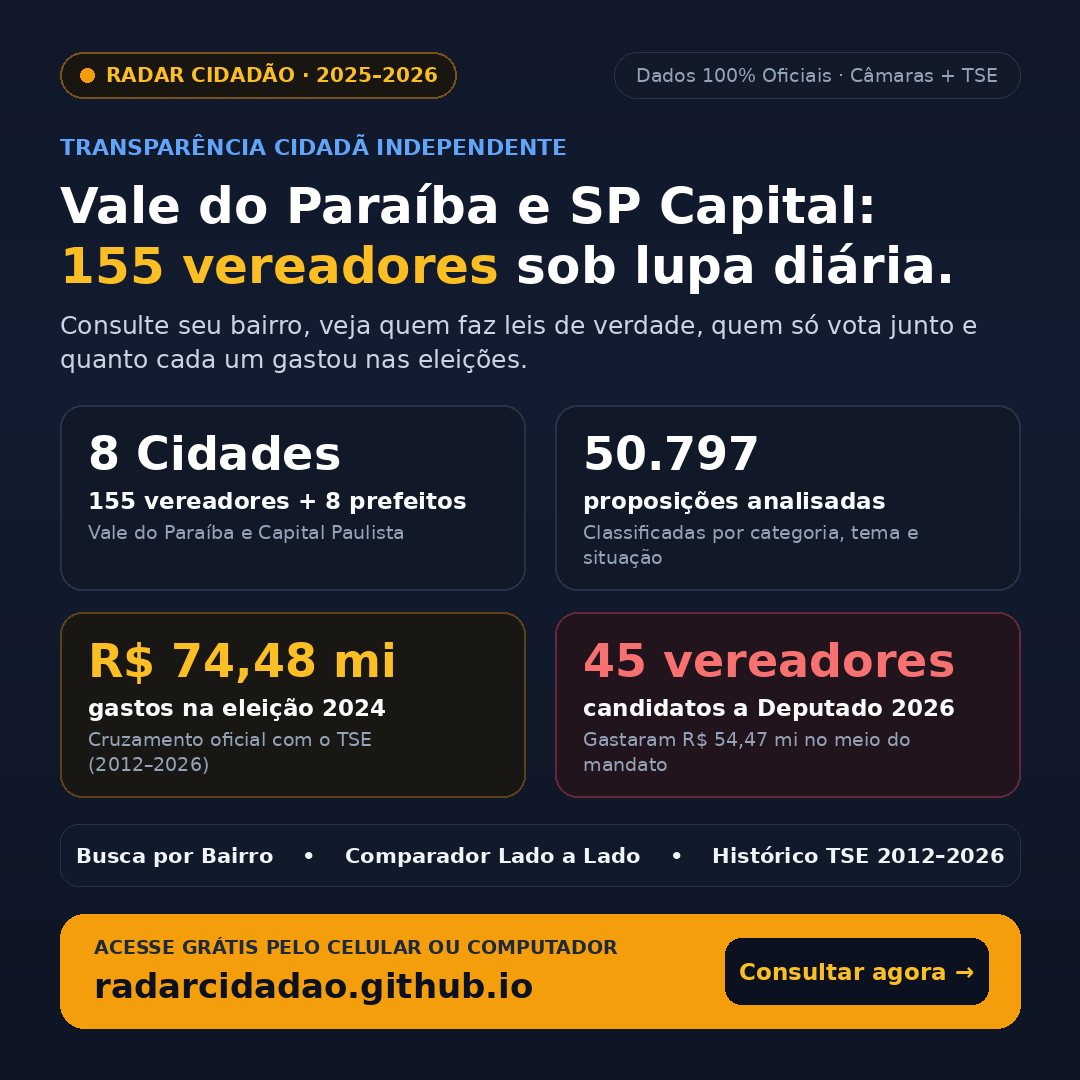 RADAR CIDADÃO · 2025–2026
Dados 100% Oficiais · Câmaras + TSE
TRANSPARÊNCIA CIDADÃ INDEPENDENTE
Vale do Paraíba e SP Capital:
155 vereadores sob lupa diária.
Consulte seu bairro, veja quem faz leis de verdade, quem só vota junto e
quanto cada um gastou nas eleições.
8 Cidades
155 vereadores + 8 prefeitos
Vale do Paraíba e Capital Paulista
50.797
proposições analisadas
Classificadas por categoria, tema e
situação
R$ 74,48 mi
gastos na eleição 2024
Cruzamento oficial com o TSE
(2012–2026)
45 vereadores
candidatos a Deputado 2026
Gastaram R$ 54,47 mi no meio do
mandato
Busca por Bairro • Comparador Lado a Lado • Histórico TSE 2012–2026
ACESSE GRÁTIS PELO CELULAR OU COMPUTADOR
radarcidadao.github.io
Consultar agora →